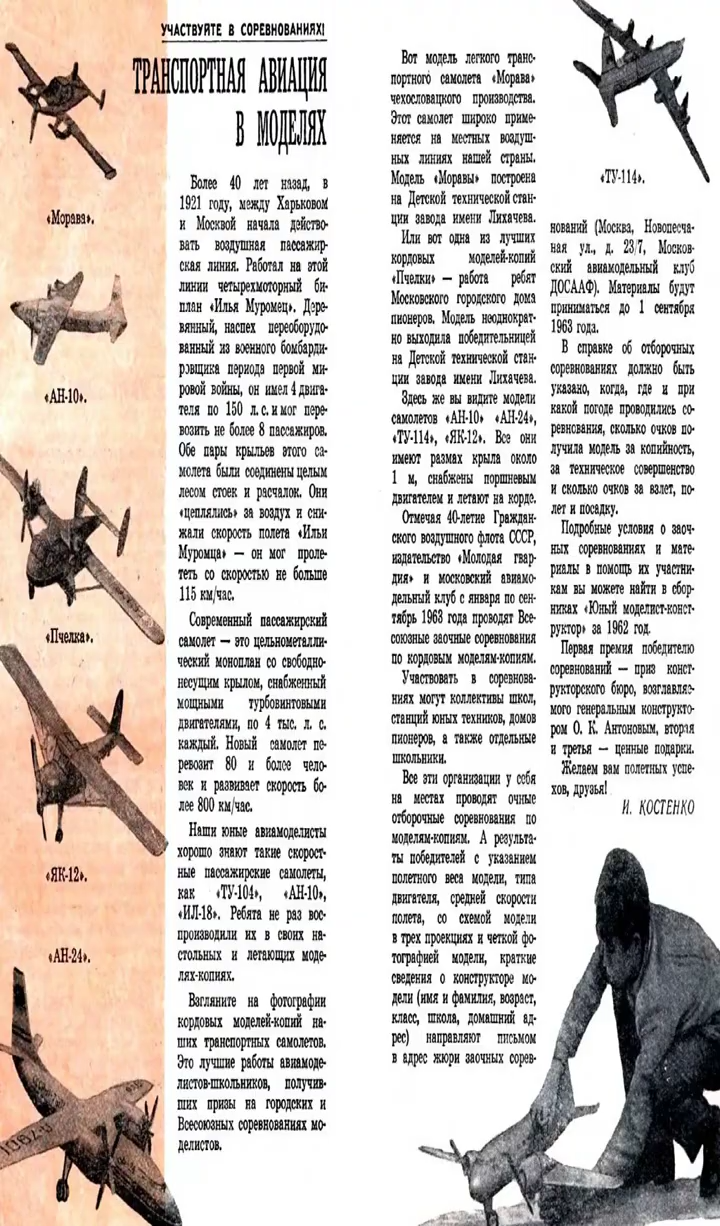 УЧАСТВУЙТЕ В СОРЕВНОВАНИЯХ!
ТРАНСПОРТНАЯ АВИАЦИЯ
В МОДЕЛЯХ
«Морава».
«АН-10».
«Пчелка».
«ЯК-12».
«АН-24».
Более 40 лет назад, в
1921 году, между Харьковом
и Москвой начала действо-
вать воздушная пассажир-
ская линия. Работал на этой
линии четырехмоторный би-
план «Илья Муромец». Дере-
вянный, наспех переоборудо-
ванный из военного бомбарди-
ровщика периода первой ми-
ровой войны, он имел 4 двига-
теля по 150 л. с. и мог пере-
возить не более 8 пассажиров.
Обе пары крыльев этого са-
молета были соединены целым
лесом стоек и расчалок. Они
«цеплялись» за воздух и сни-
жали скорость полета «Ильи
Муромца» — он мог проле-
теть со скоростью не больше
115 км/час.
Современный пассажирский
самолет — это цельнометалли-
ческий моноплан со свободно-
несущим крылом, снабженный
мощными турбовинтовыми
двигателями, по 4 тыс. л. с.
каждый. Новый самолет пе-
ревозит 80 и более чело-
век и развивает скорость бо-
лее 800 км/час.
Наши юные авиамоделисты
хорошо знают такие скорост-
ные пассажирские самолеты,
как «ТУ-104», «АН-10»,
«ИЛ-18». Ребята не раз вос-
производили их в своих на-
стольных и летающих моде-
лях-копиях.
Взгляните на фотографии
кордовых моделей-копий на-
ших транспортных самолетов.
Это лучшие работы авиамоде-
листов-школьников, получив-
ших призы на городских и
Всесоюзных соревнованиях мо-
делистов.
Вот модель легкого транс-
портного самолета «Морава»
чехословацкого производства.
Этот самолет широко приме-
няется на местных воздуш-
ных линиях нашей страны.
Модель «Моравы» построена
на Детской технической стан-
ции завода имени Лихачева.
Или вот одна из лучших
кордовых моделей-копий
«Пчелки» — работа ребят
Московского городского дома
пионеров. Модель неоднократ-
но выходила победительницей
на Детской технической стан-
ции завода имени Лихачева.
Здесь же вы видите модели
самолетов «АН-10» «АН-24»,
«ТУ-114», «ЯК-12». Все они
имеют размах крыла около
1 м, снабжены поршневым
двигателем и летают на корде.
Отмечая 40-летие Граждан-
ского воздушного флота СССР,
издательство «Молодая гвар-
дия» и московский авиамо-
дельный клуб с января по сен-
тябрь 1963 года проводят Все-
союзные заочные соревнования
по кордовым моделям-копиям.
Участвовать в соревнова-
ниях могут коллективы школ,
станций юных техников, домов
пионеров, а также отдельные
школьники.
Все эти организации у себя
на местах проводят очные
отборочные соревнования по
моделям-копиям. А результа-
ты победителей с указанием
полетного веса модели, типа
двигателя, средней скорости
полета, со схемой модели
в трех проекциях и четкой фо-
тографией модели, краткие
сведения о конструкторе мо-
дели (имя и фамилия, возраст,
класс, школа, домашний ад-
рес) направляют письмом
в адрес жюри заочных сорев-
«ТУ-114».
нований (Москва, Новопесча-
ная ул., д. 23/7, Москов-
ский авиамодельный клуб
ДОСААФ). Материалы будут
приниматься до 1 сентября
1963 года.
В справке об отборочных
соревнованиях должно быть
указано, когда, где и при
какой погоде проводились со-
ревнования, сколько очков по-
лучила модель за копийность,
за техническое совершенство
и сколько очков за взлет, по-
лет и посадку.
Подробные условия о заоч-
ных соревнованиях и мате-
риалы в помощь их участни-
кам вы можете найти в сбор-
никах «Юный моделист-конст-
руктор» за 1962 год.
Первая премия победителю
соревнований — приз конст-
рукторского бюро, возглавляе-
мого генеральным конструкто-
ром О. К. Антоновым, вторая
и третья — ценные подарки.
Желаем вам полетных успе-
хов, друзья!
И. КОСТЕНКО